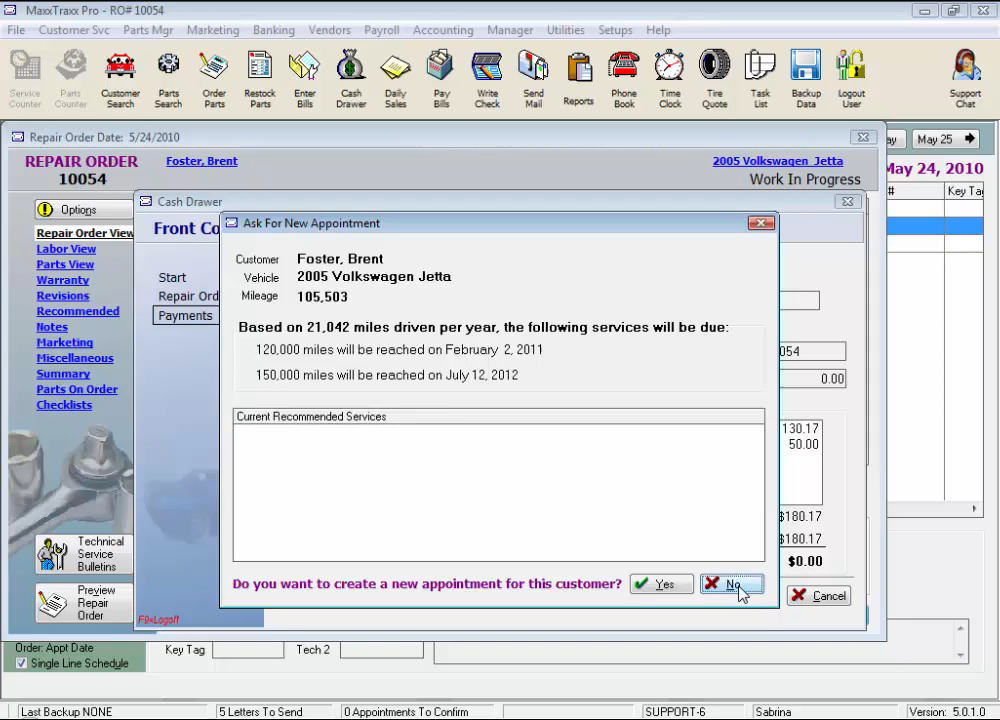 MaxxTraxx Pro - RO# 10054
File Customer Svc Parts Mgr Marketing Banking Vendors Payroll Accounting Manager Utilities Setups Help
Service Counter
Parts Counter
Customer Search
Parts Search
Order Parts
Restock Parts
Enter Bills
Cash Drawer
Daily Sales
Pay Bills
Write Check
Send Mail
Reports
Phone Book
Time Clock
Tire Quote
Task List
Backup Data
Logout User
Support Chat
Repair Order Date: 5/24/2010
May 25
REPAIR ORDER
10054
Foster, Brent
2005 Volkswagen Jetta
Work In Progress
May 24, 2010
# Key Tag
Options
Repair Order View
Labor View
Parts View
Warranty
Revisions
Recommended
Notes
Marketing
Miscellaneous
Summary
Parts On Order
Checklists
Technical Service Bulletins
Preview Repair Order
Cash Drawer
Front Co
Start
Repair Ord
Payments
F9=Logoff
Ask For New Appointment
Customer Foster, Brent
Vehicle 2005 Volkswagen Jetta
Mileage 105,503
Based on 21,042 miles driven per year, the following services will be due:
120,000 miles will be reached on February 2, 2011
150,000 miles will be reached on July 12, 2012
Current Recommended Services
Do you want to create a new appointment for this customer? Yes No
054
0.00
130.17
50.00
$180.17
$180.17
$0.00
Cancel
Order: Appt Date
Single Line Schedule
Key Tag
Tech 2
Last Backup NONE 5 Letters To Send 0 Appointments To Confirm SUPPORT-6 Sabrina Version: 5.0.1.0